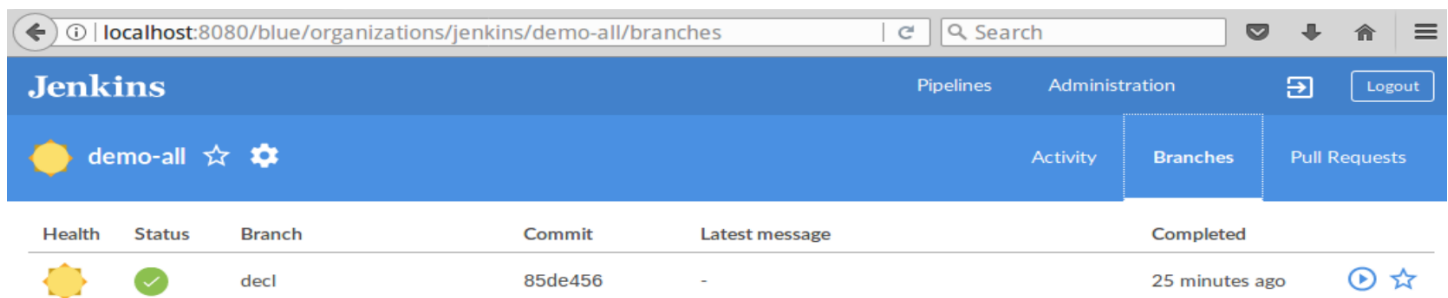 localhost:8080/blue/organizations/jenkins/demo-all/branches Search
Jenkins Pipelines Administration Logout
demo-all Activity Branches Pull Requests
Health Status Branch Commit Latest message Completed
decl 85de456 - 25 minutes ago